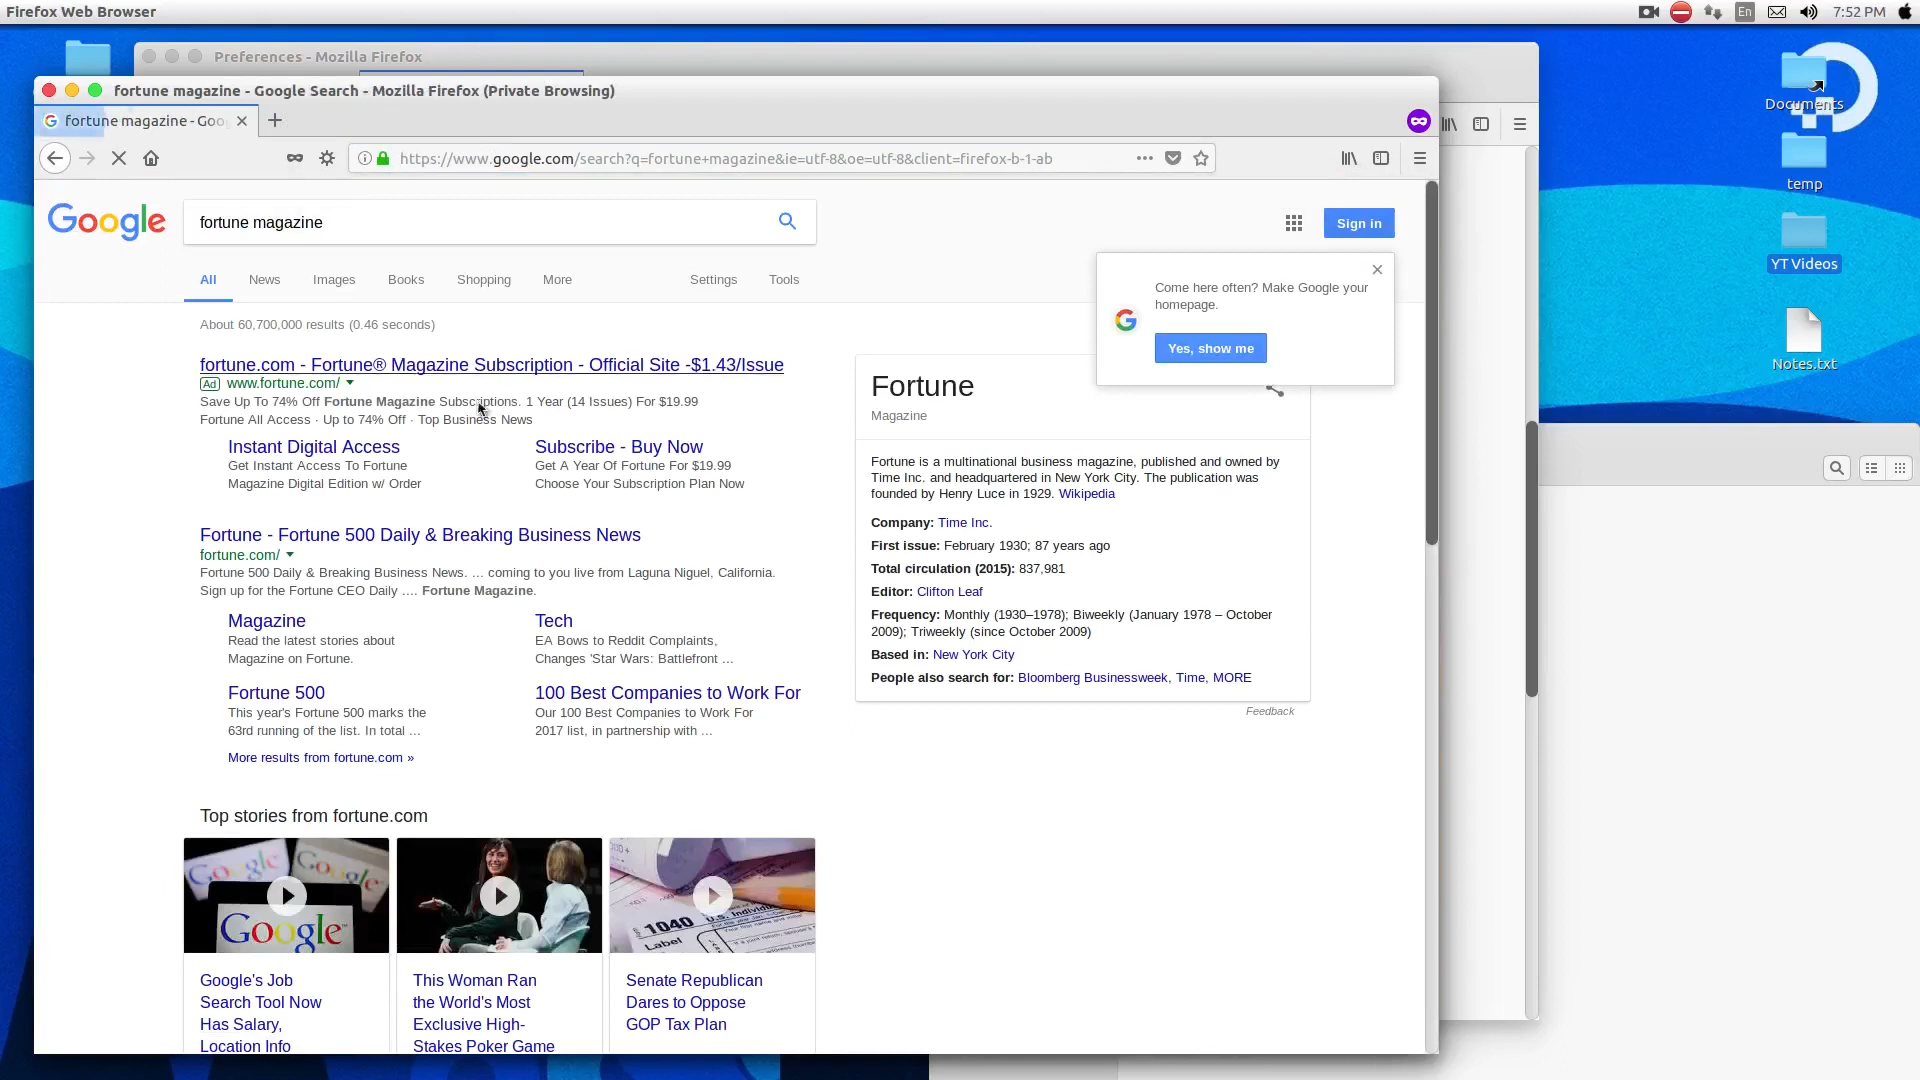 Firefox Web Browser
En
7:52 PM
Preferences - Mozilla Firefox
fortune magazine - Google Search - Mozilla Firefox (Private Browsing)
fortune magazine - Goo
https://www.google.com/search?q=fortune+magazine&ie=utf-8&oe=utf-8&client=firefox-b-1-ab
Google
fortune magazine
Sign in
All
News
Images
Books
Shopping
More
Settings
Tools
Come here often? Make Google your
homepage.
Yes, show me
About 60,700,000 results (0.46 seconds)
fortune.com - Fortune® Magazine Subscription - Official Site -$1.43/Issue
Ad www.fortune.com/
Save Up To 74% Off Fortune Magazine Subscriptions. 1 Year (14 Issues) For $19.99
Fortune All Access · Up to 74% Off · Top Business News
Instant Digital Access
Get Instant Access To Fortune
Magazine Digital Edition w/ Order
Subscribe - Buy Now
Get A Year Of Fortune For $19.99
Choose Your Subscription Plan Now
Fortune - Fortune 500 Daily & Breaking Business News
fortune.com/
Fortune 500 Daily & Breaking Business News. ... coming to you live from Laguna Niguel, California.
Sign up for the Fortune CEO Daily .... Fortune Magazine.
Magazine
Read the latest stories about
Magazine on Fortune.
Tech
EA Bows to Reddit Complaints,
Changes 'Star Wars: Battlefront ...
Fortune 500
This year's Fortune 500 marks the
63rd running of the list. In total ...
100 Best Companies to Work For
Our 100 Best Companies to Work For
2017 list, in partnership with ...
More results from fortune.com »
Top stories from fortune.com
Google
Google
Google
1040
U.S. Individ
Label
Google's Job
Search Tool Now
Has Salary,
Location Info
This Woman Ran
the World's Most
Exclusive High-
Stakes Poker Game
Senate Republican
Dares to Oppose
GOP Tax Plan
Fortune
Magazine
Fortune is a multinational business magazine, published and owned by
Time Inc. and headquartered in New York City. The publication was
founded by Henry Luce in 1929. Wikipedia
Company: Time Inc.
First issue: February 1930; 87 years ago
Total circulation (2015): 837,981
Editor: Clifton Leaf
Frequency: Monthly (1930–1978); Biweekly (January 1978 – October
2009); Triweekly (since October 2009)
Based in: New York City
People also search for: Bloomberg Businessweek, Time, MORE
Feedback
Documents
temp
YT Videos
Notes.txt